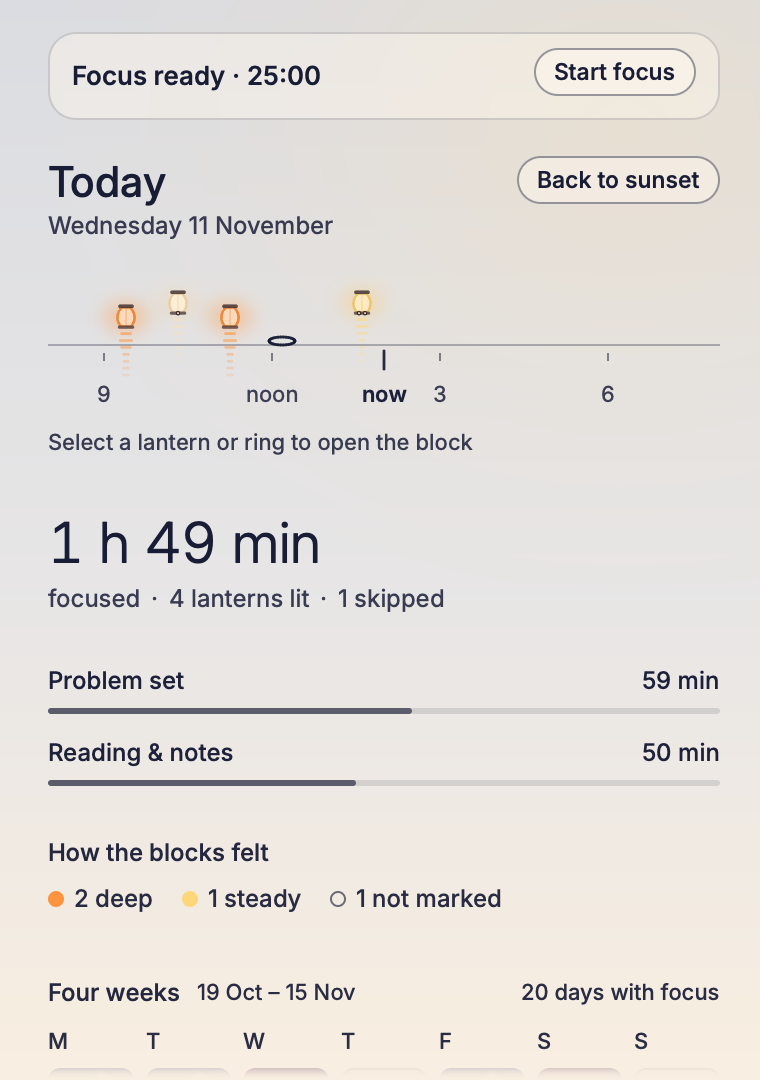 Focus ready · 25:00
Start focus
Today
Back to sunset
Wednesday 11 November
9 noon now 3 6
Select a lantern or ring to open the block
1 h 49 min
focused · 4 lanterns lit · 1 skipped
Problem set 59 min
Reading & notes 50 min
How the blocks felt
2 deep 1 steady 1 not marked
Four weeks 19 Oct – 15 Nov 20 days with focus
M T W T F S S